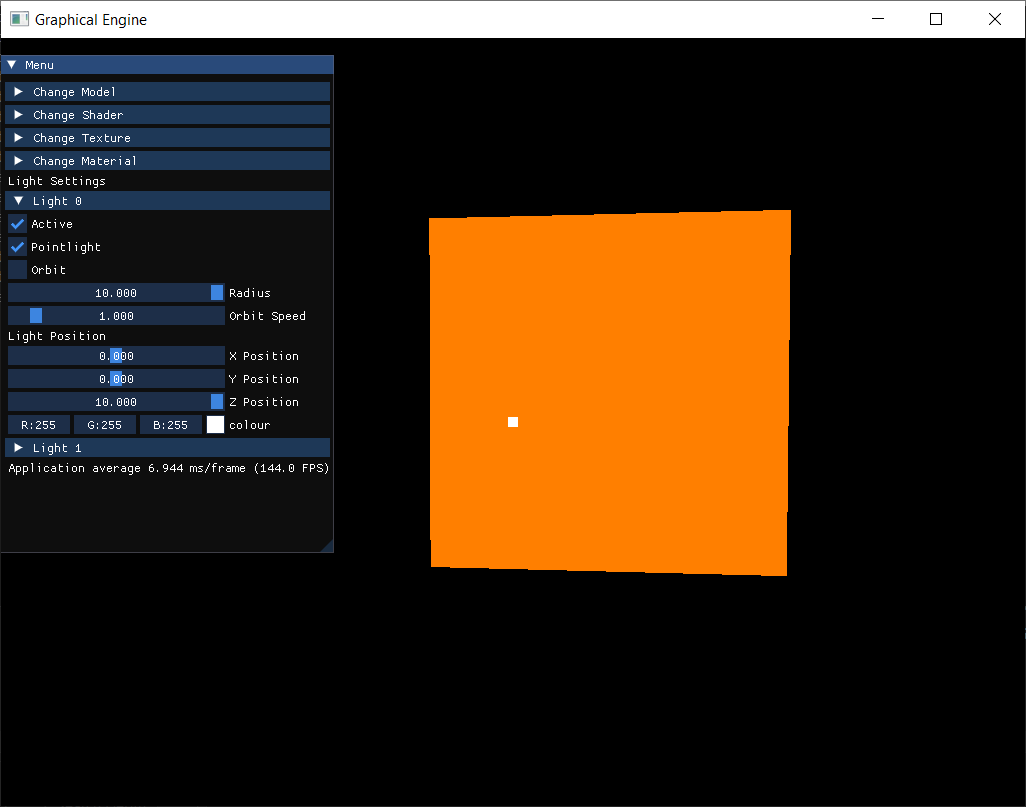 Graphical Engine
Menu
Change Model
Change Shader
Change Texture
Change Material
Light Settings
Light 0
Active
Pointlight
Orbit
10.000 Radius
1.000 Orbit Speed
Light Position
0.000 X Position
0.000 Y Position
10.000 Z Position
R:255 G:255 B:255 colour
Light 1
Application average 6.944 ms/frame (144.0 FPS)